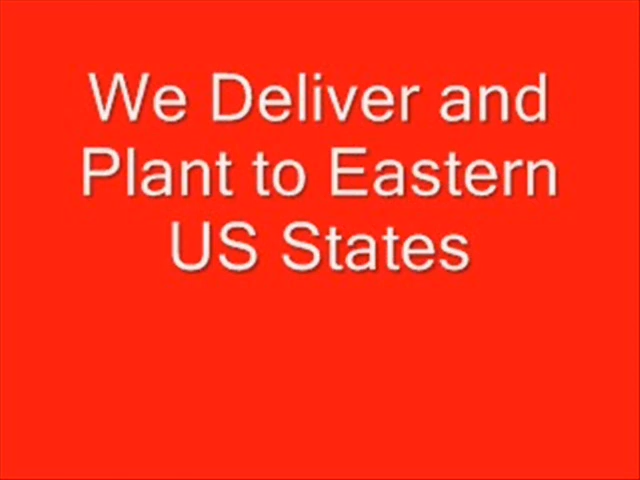 We Deliver and
Plant to Eastern
US States